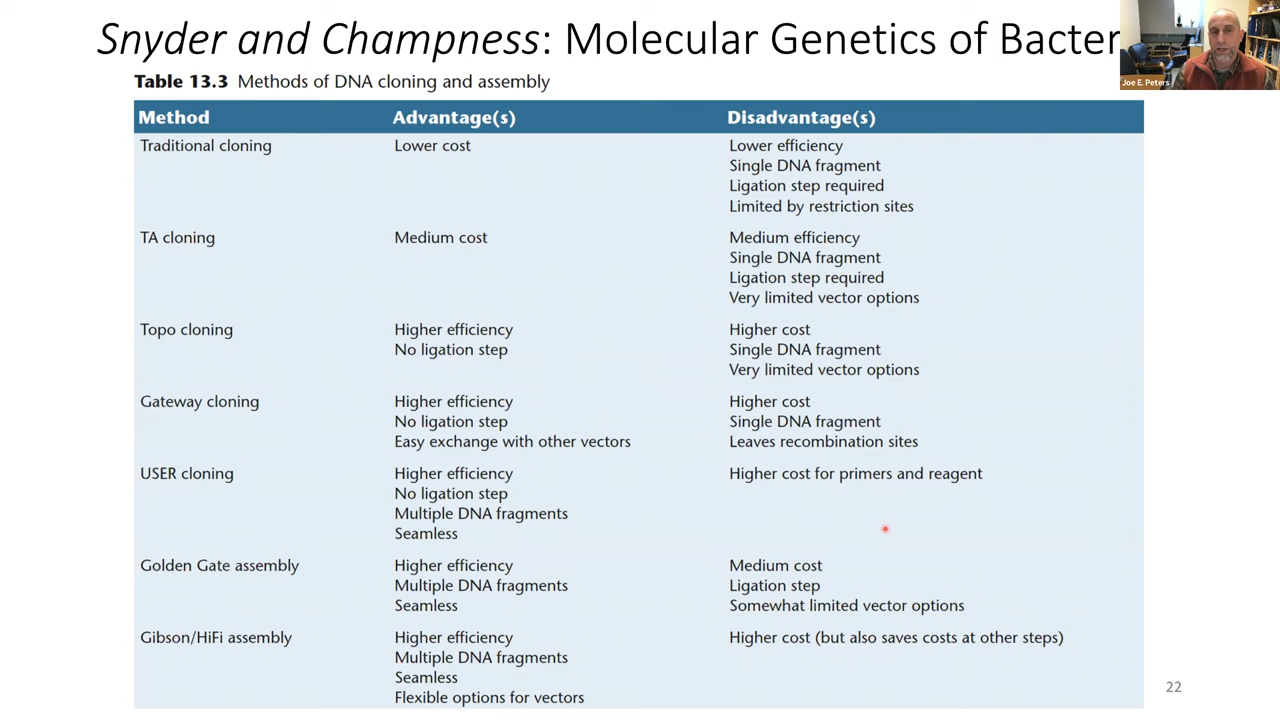 Snyder and Champness: Molecular Genetics of Bacter
Joe E. Peters
Table 13.3 Methods of DNA cloning and assembly
Method Advantage(s) Disadvantage(s)
Traditional cloning Lower cost Lower efficiency
Single DNA fragment
Ligation step required
Limited by restriction sites
TA cloning Medium cost Medium efficiency
Single DNA fragment
Ligation step required
Very limited vector options
Topo cloning Higher efficiency Higher cost
No ligation step Single DNA fragment
Very limited vector options
Gateway cloning Higher efficiency Higher cost
No ligation step Single DNA fragment
Easy exchange with other vectors Leaves recombination sites
USER cloning Higher efficiency Higher cost for primers and reagent
No ligation step
Multiple DNA fragments
Seamless
Golden Gate assembly Higher efficiency Medium cost
Multiple DNA fragments Ligation step
Seamless Somewhat limited vector options
Gibson/HiFi assembly Higher efficiency Higher cost (but also saves costs at other steps)
Multiple DNA fragments
Seamless
Flexible options for vectors
22